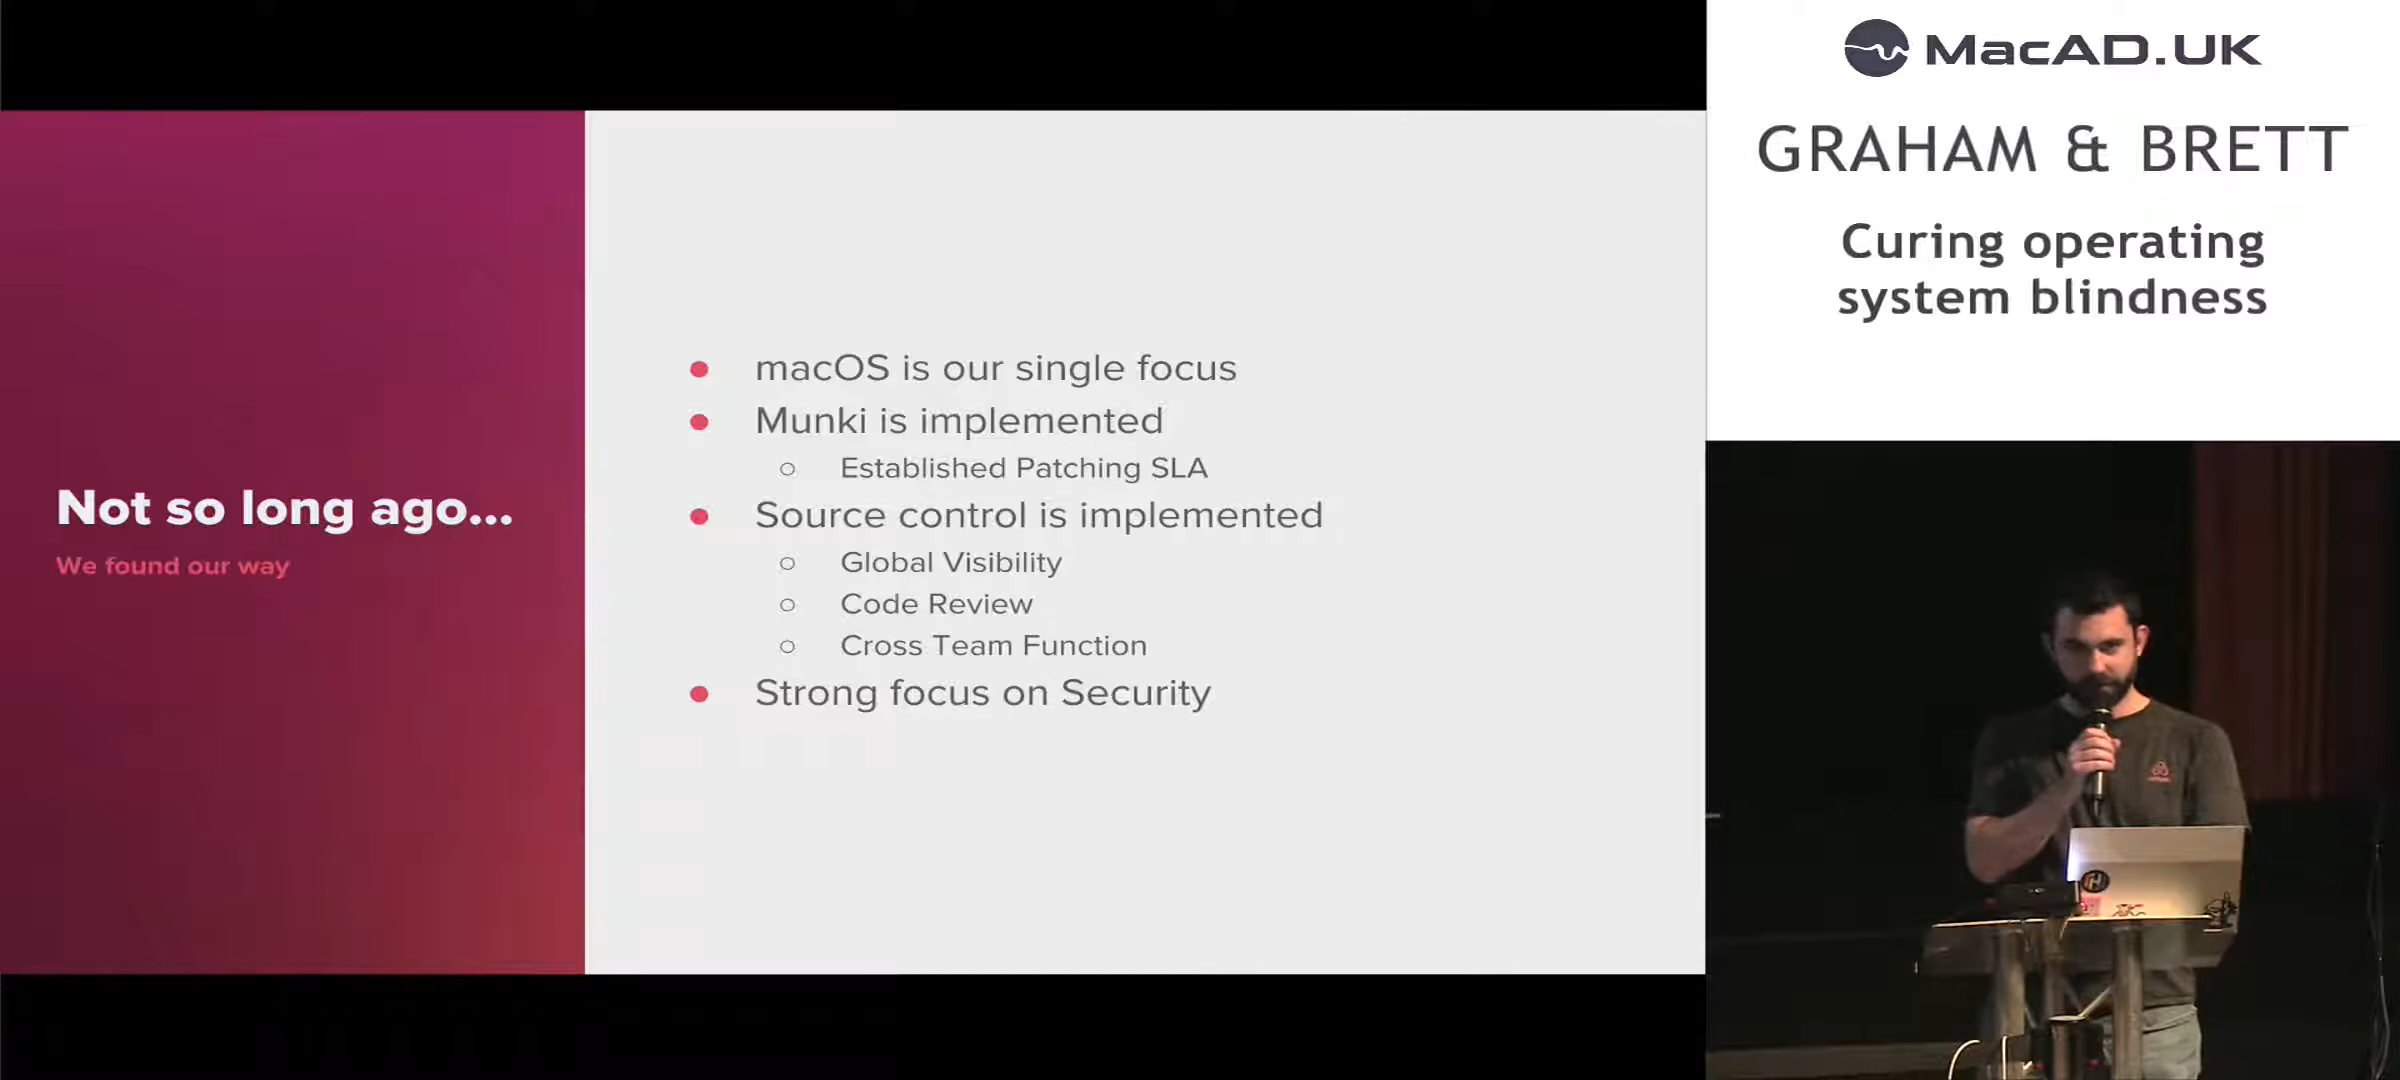 Not so long ago...
We found our way
● macOS is our single focus
● Munki is implemented
○ Established Patching SLA
● Source control is implemented
○ Global Visibility
○ Code Review
○ Cross Team Function
● Strong focus on Security
MacAD.UK
GRAHAM & BRETT
Curing operating
system blindness